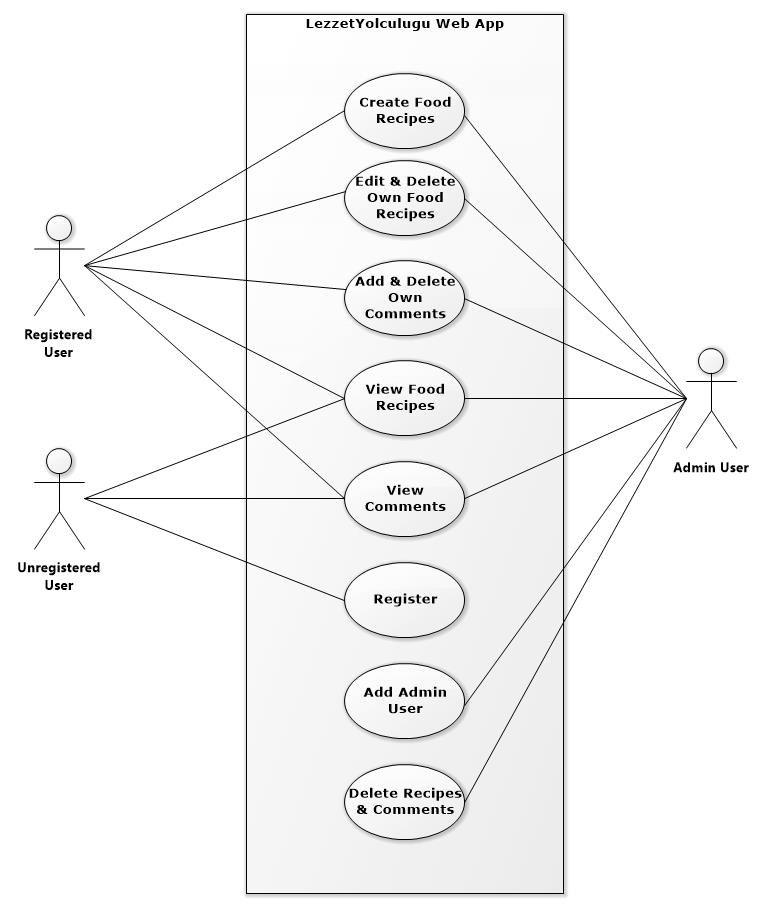 LezzetYolculugu Web App
Create Food
Recipes
Edit & Delete
Own Food
Recipes
Add & Delete
Own
Comments
Registered
User
View Food
Recipes
Admin User
View
Comments
Unregistered
User
Register
Add Admin
User
Delete Recipes
& Comments